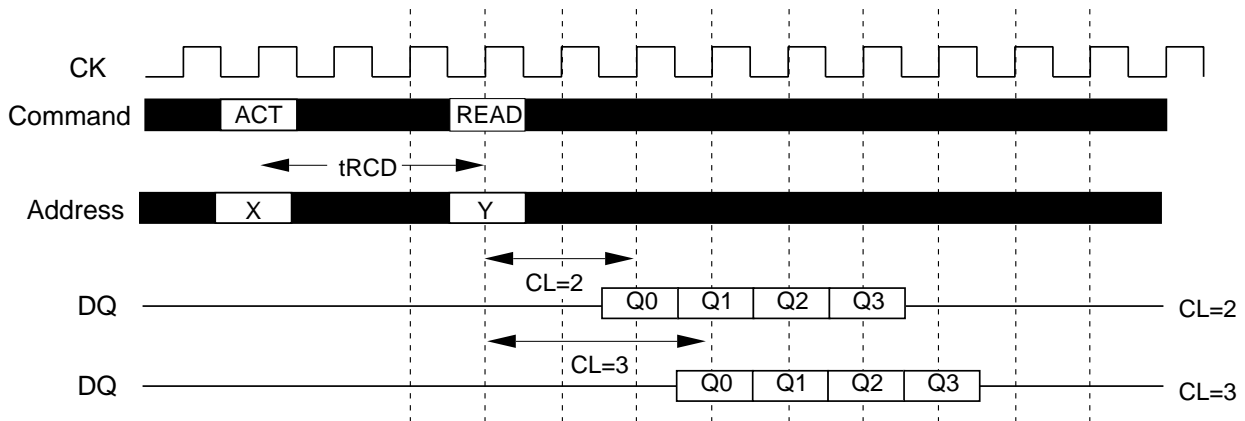 CK
Command ACT READ
tRCD
Address X Y
CL=2
DQ Q0 Q1 Q2 Q3 CL=2
CL=3
DQ Q0 Q1 Q2 Q3 CL=3